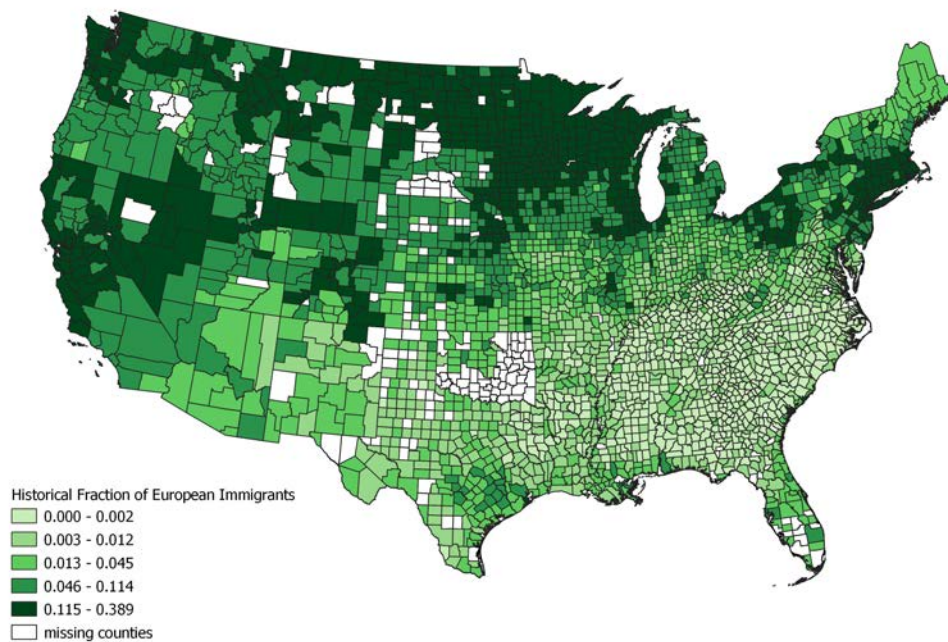 Historical Fraction of European Immigrants
0.000 - 0.002
0.003 - 0.012
0.013 - 0.045
0.046 - 0.114
0.115 - 0.389
missing counties